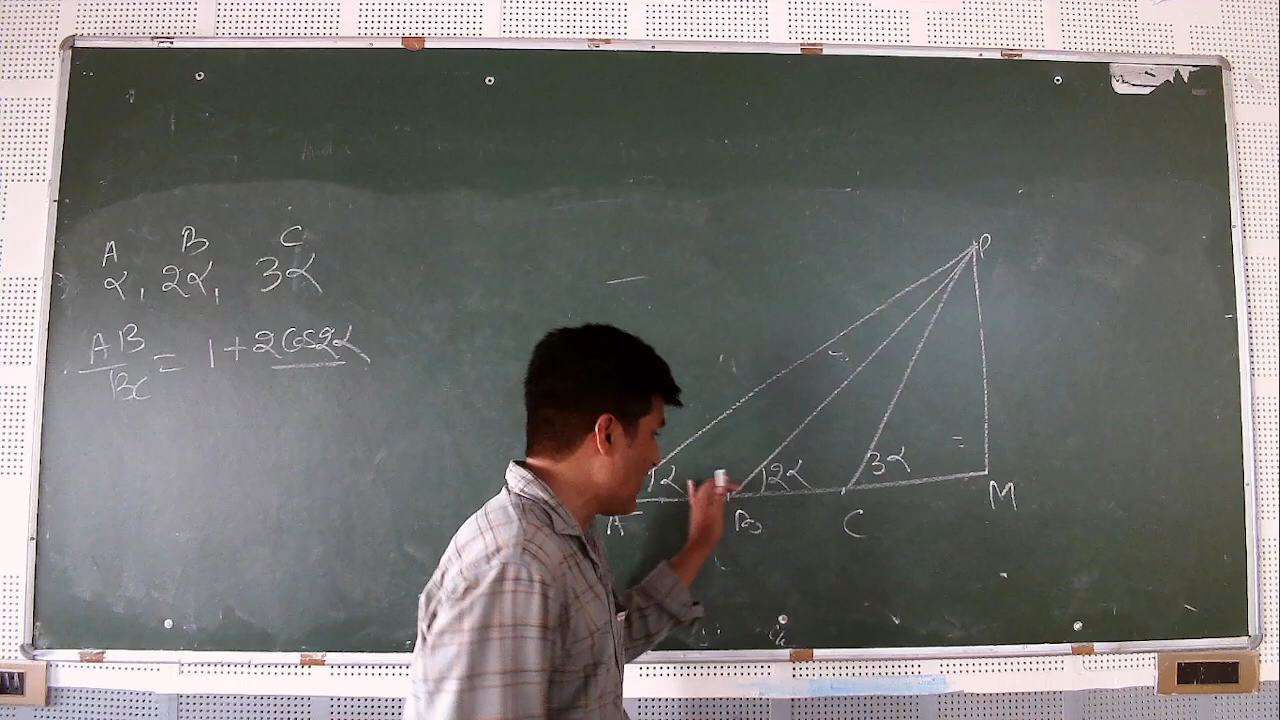 A B C
α, 2α, 3α
AB
BC
= 1+2Cos2α
P
α 2α 3α
A B C M